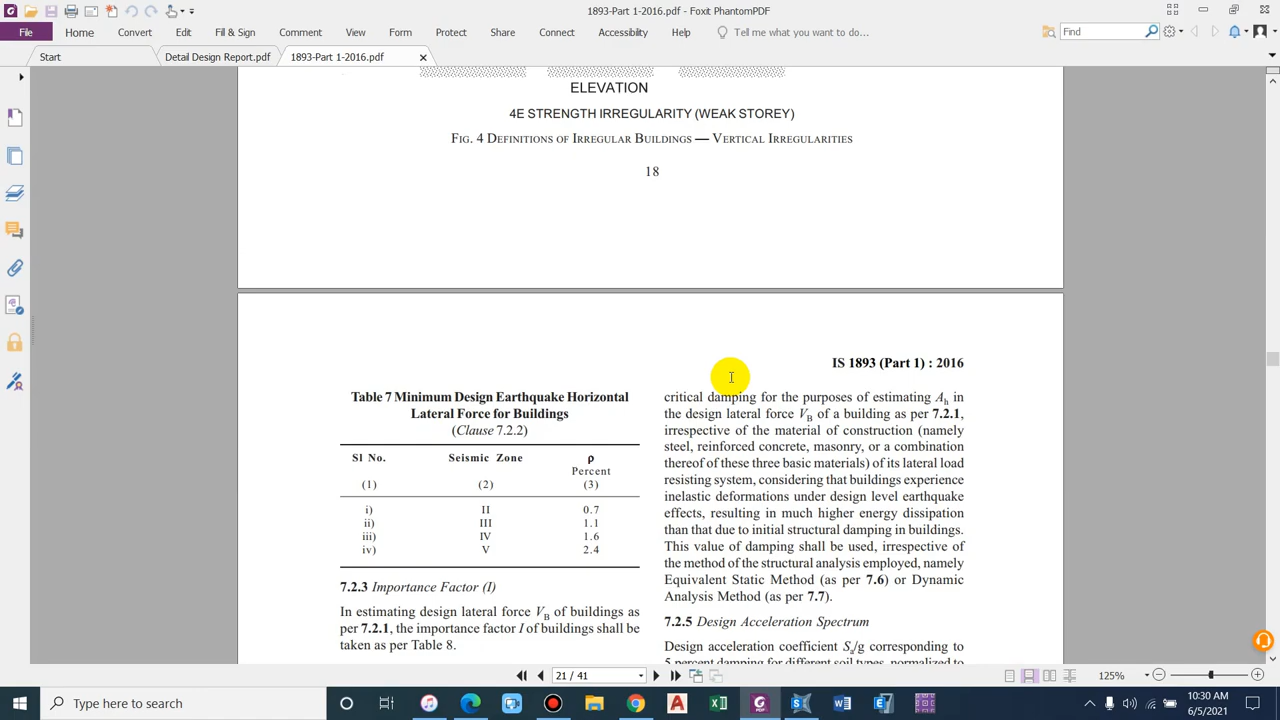 1893-Part 1-2016.pdf - Foxit PhantomPDF
File Home Convert Edit Fill & Sign View Comment Form Protect Share Connect Accessibility Help Tell me what you want to do... Find
Start Detail Design Report.pdf 1893-Part 1-2016.pdf
ELEVATION
4E STRENGTH IRREGULARITY (WEAK STOREY)
FIG. 4 DEFINITIONS OF IRREGULAR BUILDINGS — VERTICAL IRREGULARITIES
18
IS 1893 (Part 1) : 2016
Table 7 Minimum Design Earthquake Horizontal
Lateral Force for Buildings
(Clause 7.2.2)
Sl No. Seismic Zone ρ
Percent
(1) (2) (3)
i) II 0.7
ii) III 1.1
iii) IV 1.6
iv) V 2.4
7.2.3 Importance Factor (I)
In estimating design lateral force VB of buildings as
per 7.2.1, the importance factor I of buildings shall be
taken as per Table 8.
critical damping for the purposes of estimating Ah in
the design lateral force VB of a building as per 7.2.1,
irrespective of the material of construction (namely
steel, reinforced concrete, masonry, or a combination
thereof of these three basic materials) of its lateral load
resisting system, considering that buildings experience
inelastic deformations under design level earthquake
effects, resulting in much higher energy dissipation
than that due to initial structural damping in buildings.
This value of damping shall be used, irrespective of
the method of the structural analysis employed, namely
Equivalent Static Method (as per 7.6) or Dynamic
Analysis Method (as per 7.7).
7.2.5 Design Acceleration Spectrum
Design acceleration coefficient Sa/g corresponding to
5 percent damping for different soil types, normalized to
21 / 41 125%
Type here to search
10:30 AM
6/5/2021